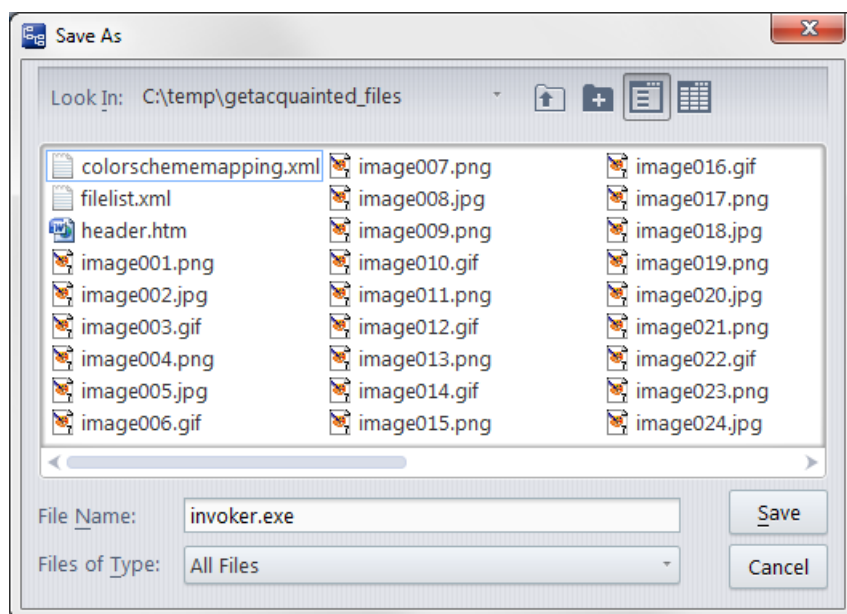 Save As
Look In: C:\temp\getacquainted_files
colorschememapping.xml
filelist.xml
header.htm
image001.png
image002.jpg
image003.gif
image004.png
image005.jpg
image006.gif
image007.png
image008.jpg
image009.png
image010.gif
image011.png
image012.gif
image013.png
image014.gif
image015.png
image016.gif
image017.png
image018.jpg
image019.png
image020.jpg
image021.png
image022.gif
image023.png
image024.jpg
File Name: invoker.exe Save
Files of Type: All Files Cancel